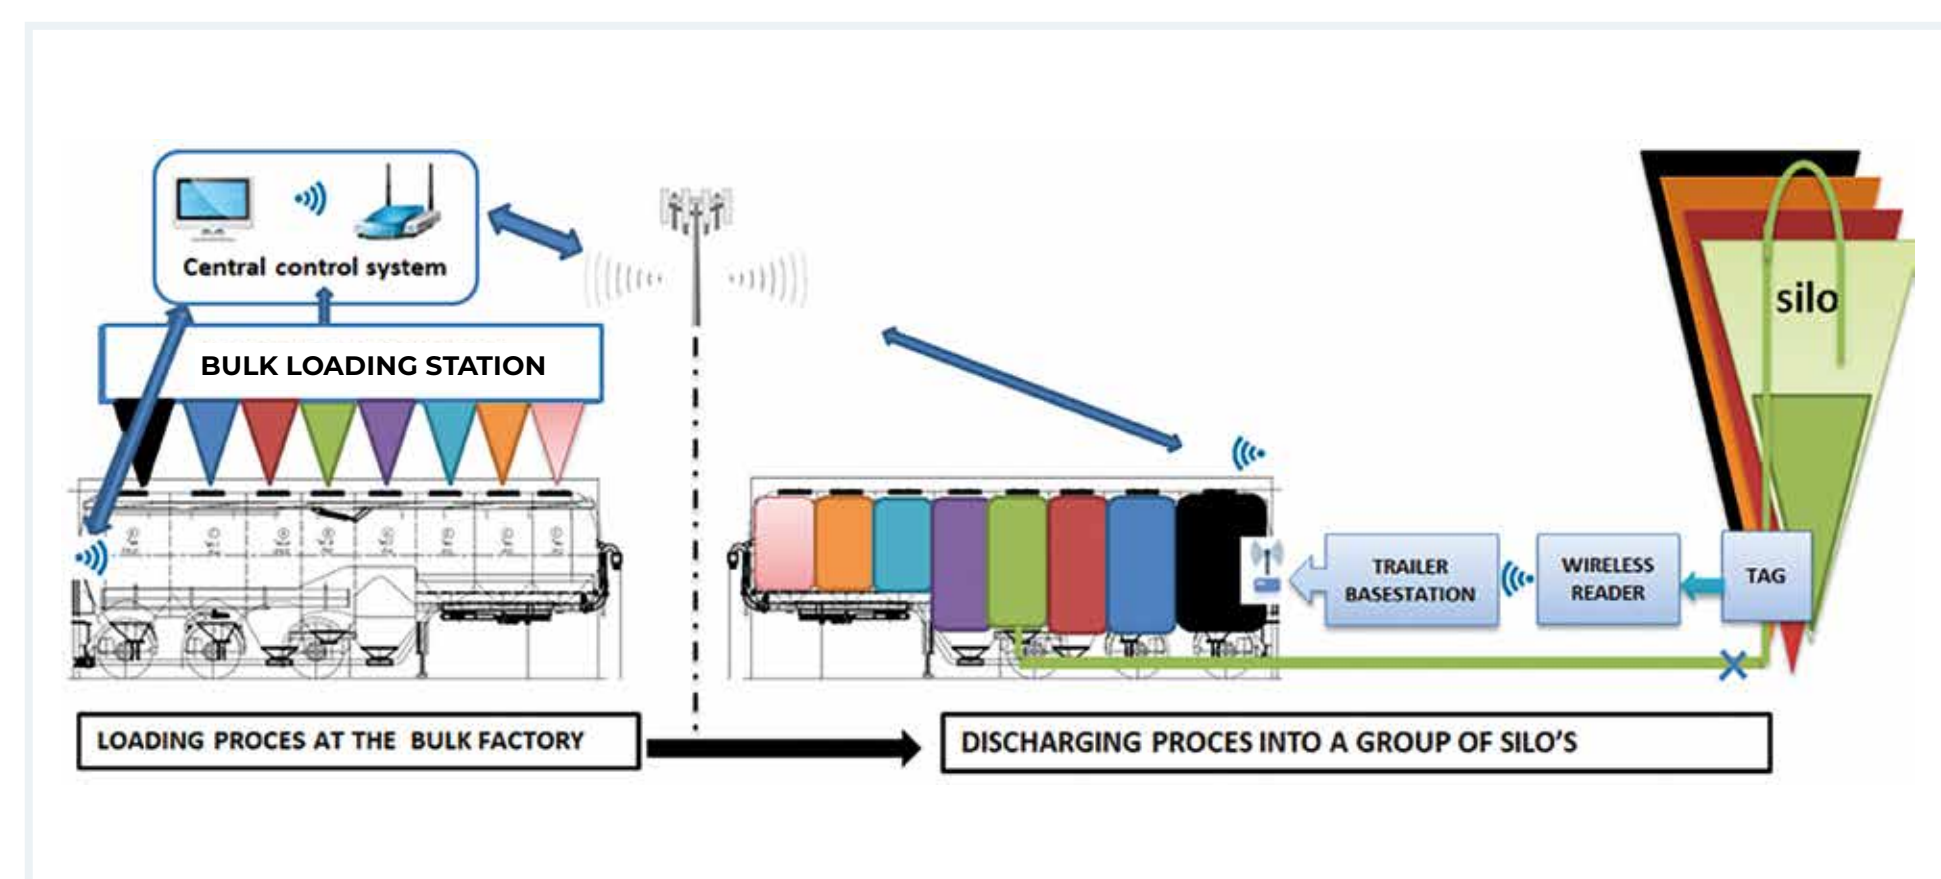 Central control system
BULK LOADING STATION
silo
TRAILER
BASESTATION
WIRELESS
READER
TAG
LOADING PROCES AT THE BULK FACTORY
DISCHARGING PROCES INTO A GROUP OF SILO'S